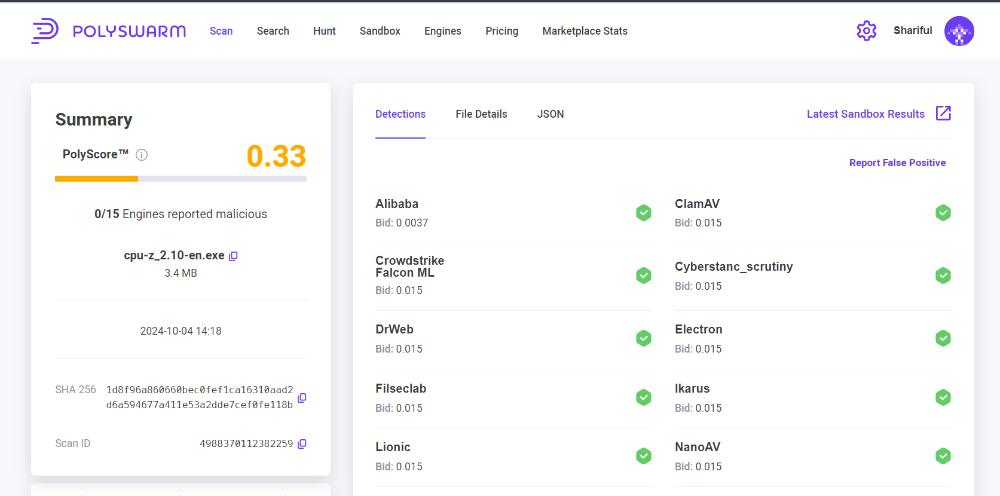 POLYSWARM Scan Search Hunt Sandbox Engines Pricing Marketplace Stats Shariful
Summary
PolyScore™ 0.33
0/15 Engines reported malicious
cpu-z_2.10-en.exe
3.4 MB
2024-10-04 14:18
SHA-256 1d8f96a860660bec0fef1ca16310aad2
d6a594677a411e53a2dde7cef0fe118b
Scan ID 4988370112382259
Detections File Details JSON Latest Sandbox Results
Report False Positive
Alibaba
Bid: 0.0037
ClamAV
Bid: 0.015
Crowdstrike
Falcon ML
Bid: 0.015
Cyberstanc_scrutiny
Bid: 0.015
DrWeb
Bid: 0.015
Electron
Bid: 0.015
Filseclab
Bid: 0.015
Ikarus
Bid: 0.015
Lionic
Bid: 0.015
NanoAV
Bid: 0.015